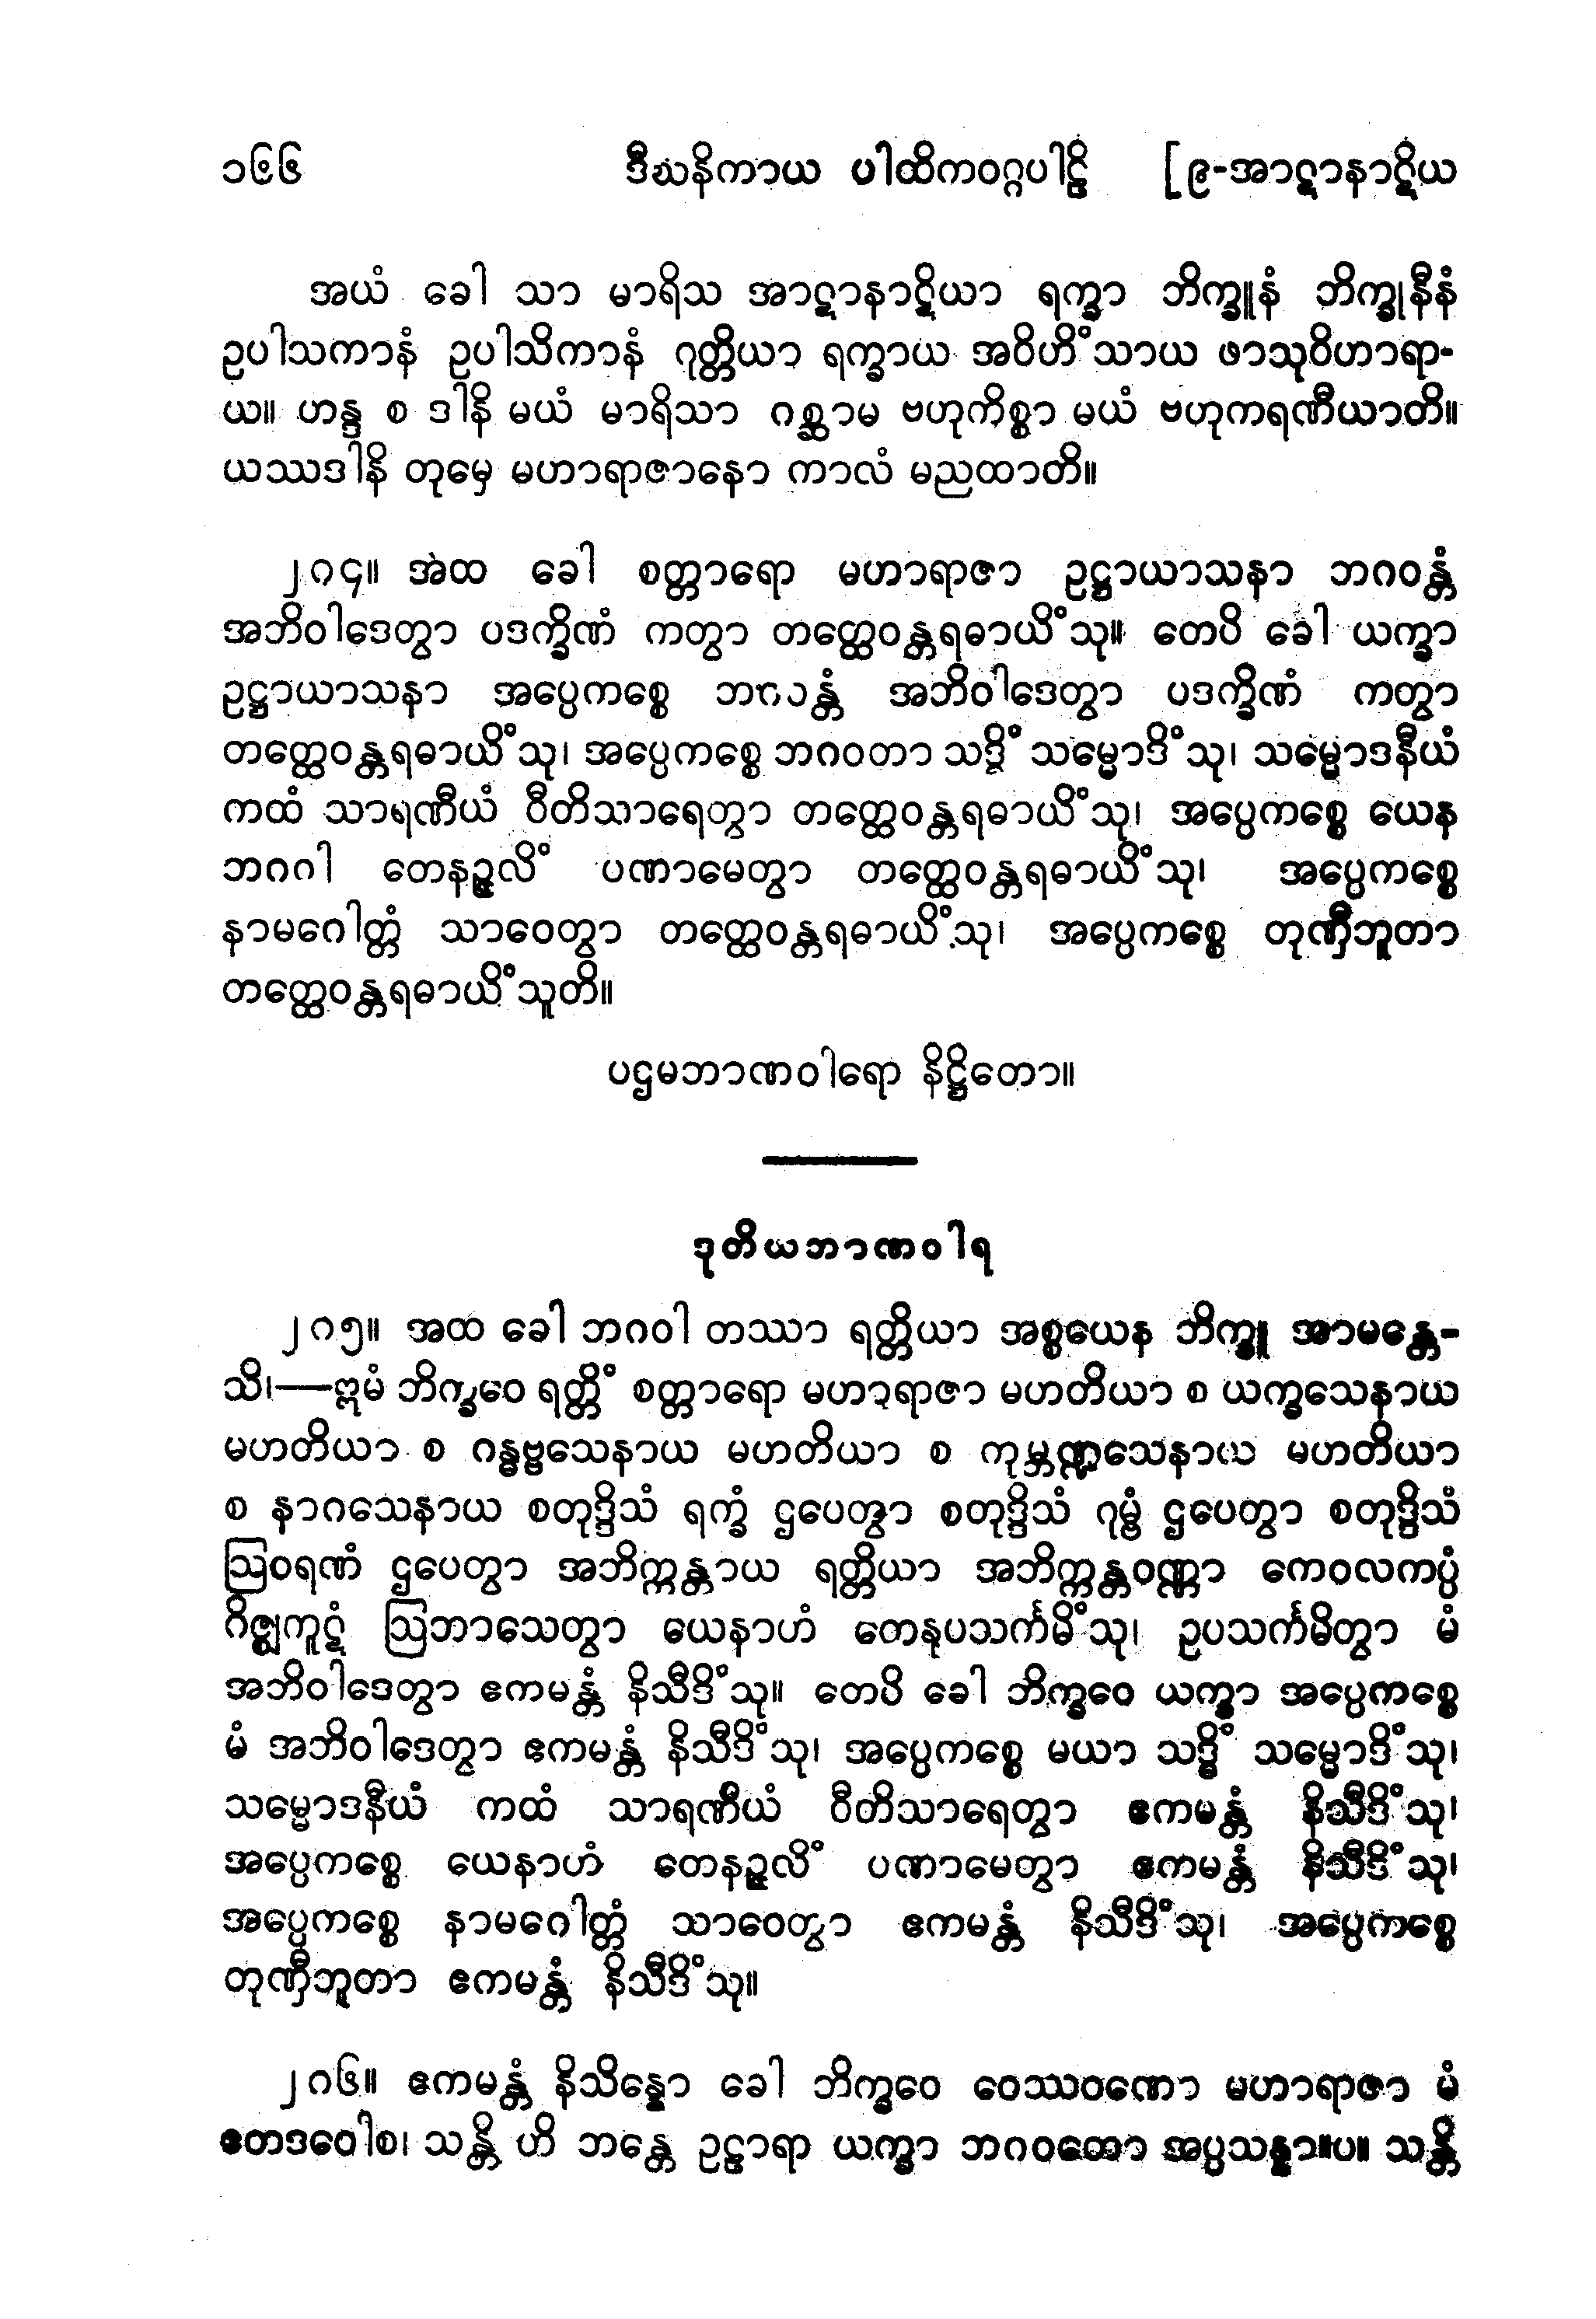 ၁၆၆ ဒီဃနိကာယ ပါထိကဝဂ္ဂပါဠိ [၉-အာဋာနာဋိယ
အယံ ခေါ သာ မာရိသ အာဋာနာဋိယာ ရက္ခာ ဘိက္ခူနံ ဘိက္ခုနီနံ
ဥပါသကာနံ ဥပါသိကာနံ ဂုတ္တိယာ ရက္ခာယ အဝိဟိံသာယ ဖာသုဝိဟာရာ-
ယ။ ဟန္ဒ စ ဒါနိ မယံ မာရိသာ ဂစ္ဆာမ ဗဟုကိစ္စာ မယံ ဗဟုကရဏီယာတိ။
ယဿဒါနိ တုမှေ မဟာရာဇာနော ကာလံ မညထာတိ။
၂၈၄။ အထ ခေါ စတ္တာရော မဟာရာဇာ ဥဋ္ဌာယာသနာ ဘဂဝန္တံ
အဘိဝါဒေတွာ ပဒက္ခိဏံ ကတွာ တတ္ထေဝန္တရဓာယိံသု။ တေပိ ခေါ ယက္ခာ
ဥဋ္ဌာယာသနာ အပ္ပေကစ္စေ ဘဂဝန္တံ အဘိဝါဒေတွာ ပဒက္ခိဏံ ကတွာ
တတ္ထေဝန္တရဓာယိံသု၊ အပ္ပေကစ္စေ ဘဂဝတာ သဒ္ဓိံ သမ္မောဒိံသု၊ သမ္မောဒနီယံ
ကထံ သာရဏီယံ ဝီတိသာရေတွာ တတ္ထေဝန္တရဓာယိံသု၊ အပ္ပေကစ္စေ ယေန
ဘဂဂါ တေနဉ္ဇလိံ ပဏာမေတွာ တတ္ထေဝန္တရဓာယိံသု၊ အပ္ပေကစ္စေ
နာမဂေါတ္တံ သာဝေတွာ တတ္ထေဝန္တရဓာယိံသု၊ အပ္ပေကစ္စေ တုဏှီဘူတာ
တတ္ထေဝန္တရဓာယိံသူတိ။
ပဌမဘာဏဝါရော နိဋ္ဌိတော။
ဒုတိယဘာဏဝါရ
၂၈၅။ အထ ခေါ ဘဂဝါ တဿာ ရတ္တိယာ အစ္စယေန ဘိက္ခူ အာမန္တေ-
သိ၊—ဣမံ ဘိက္ခဝေ ရတ္တိံ စတ္တာရော မဟာရာဇာ မဟတိယာ စ ယက္ခသေနာယ
မဟတိယာ စ ဂန္ဓဗ္ဗသေနာယ မဟတိယာ စ ကုမ္ဘဏ္ဍသေနာယ မဟတိယာ
စ နာဂသေနာယ စတုဒ္ဒိသံ ရက္ခံ ဌပေတွာ စတုဒ္ဒိသံ ဂုမ္ဗံ ဌပေတွာ စတုဒ္ဒိသံ
ဩဝရဏံ ဌပေတွာ အဘိက္ကန္တာယ ရတ္တိယာ အဘိက္ကန္တဝဏ္ဏာ ကေဝလကပ္ပံ
ဂိဇ္ဈကူဋံ ဩဘာသေတွာ ယေနာဟံ တေနုပသင်္ကမိံသု၊ ဥပသင်္ကမိတွာ မံ
အဘိဝါဒေတွာ ဧကမန္တံ နိသီဒိံသု။ တေပိ ခေါ ဘိက္ခဝေ ယက္ခာ အပ္ပေကစ္စေ
မံ အဘိဝါဒေတွာ ဧကမန္တံ နိသီဒိံသု၊ အပ္ပေကစ္စေ မယာ သဒ္ဓိံ သမ္မောဒိံသု၊
သမ္မောဒနီယံ ကထံ သာရဏီယံ ဝီတိသာရေတွာ ဧကမန္တံ နိသီဒိံသု၊
အပ္ပေကစ္စေ ယေနာဟံ တေနဉ္ဇလိံ ပဏာမေတွာ ဧကမန္တံ နိသီဒိံသု၊
အပ္ပေကစ္စေ နာမဂေါတ္တံ သာဝေတွာ ဧကမန္တံ နိသီဒိံသု၊ အပ္ပေကစ္စေ
တုဏှီဘူတာ ဧကမန္တံ နိသီဒိံသု။
၂၈၆။ ဧကမန္တံ နိသိန္နော ခေါ ဘိက္ခဝေ ဝေဿဝဏော မဟာရာဇာ မံ
ဧတဒဝေါစ၊ သန္တိ ဟိ ဘန္တေ ဥဠာရာ ယက္ခာ ဘဂဝတော အပ္ပသန္နာ။ပ။ သန္တိ